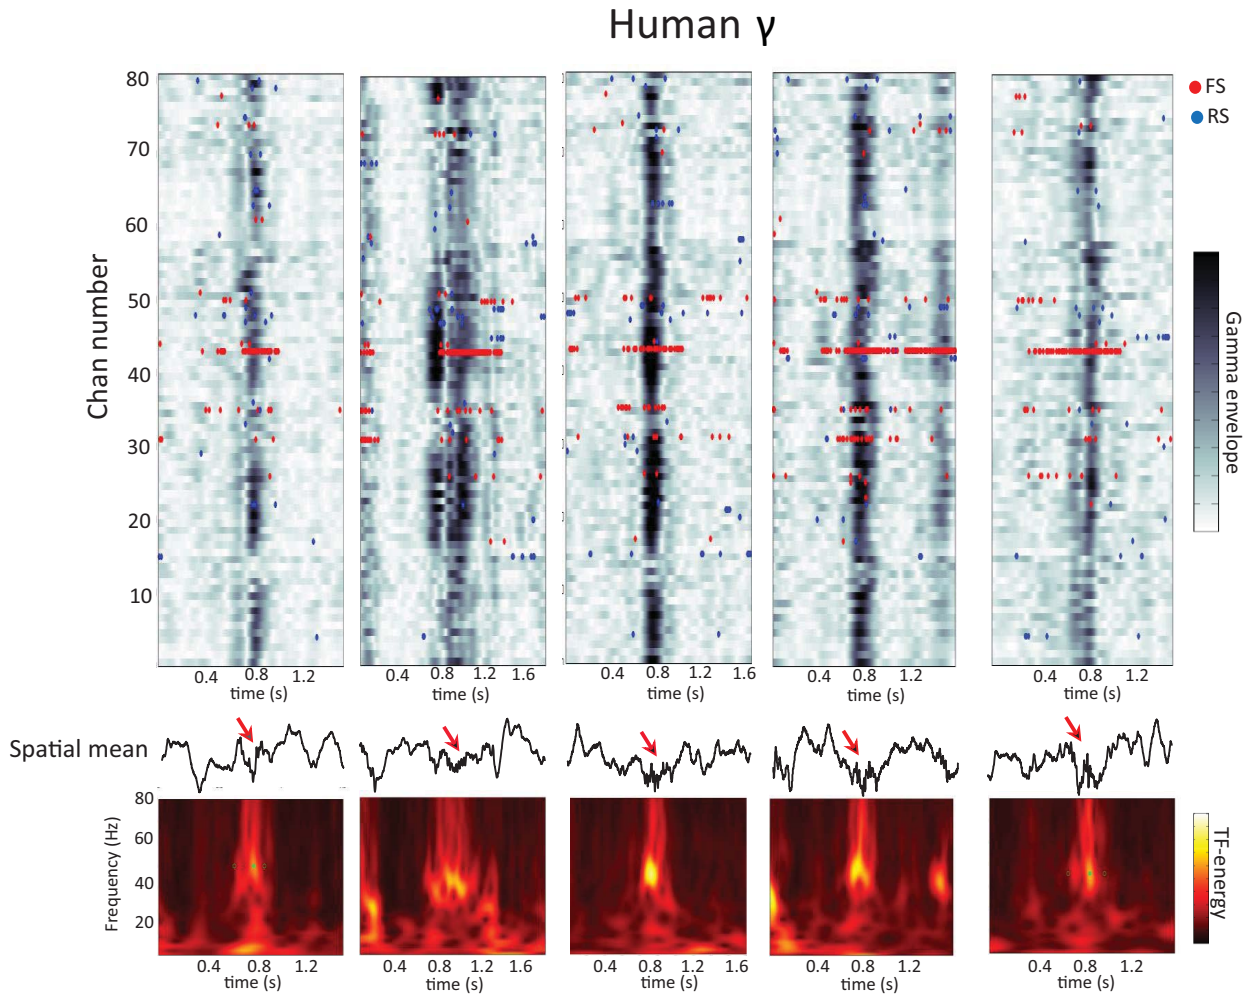 Human γ
FS
RS
Chan number
80
70
60
50
40
30
20
10
Gamma envelope
0.4 0.8 1.2
time (s)
0.4 0.8 1.2 1.6
time (s)
0.4 0.8 1.2 1.6
time (s)
0.4 0.8 1.2
time (s)
0.4 0.8 1.2
time (s)
Spatial mean
Frequency (Hz)
80
60
40
20
TF-energy
0.4 0.8 1.2
time (s)
0.4 0.8 1.2 1.6
time (s)
0.4 0.8 1.2 1.6
time (s)
0.4 0.8 1.2
time (s)
0.4 0.8 1.2
time (s)